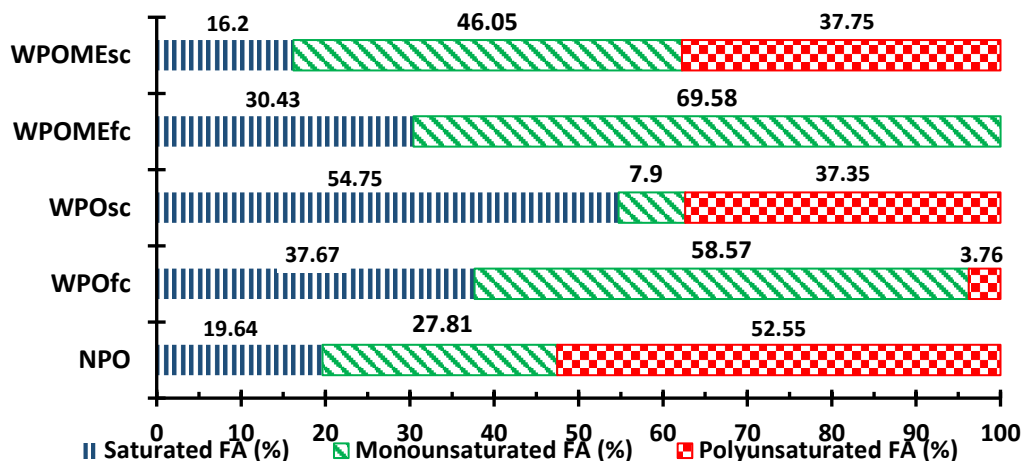 16.2 46.05 37.75
WPOMEsc
30.43 69.58
WPOMEfc
54.75 7.9 37.35
WPOsc
37.67 58.57 3.76
WPOfc
19.64 27.81 52.55
NPO
0 10 20 30 40 50 60 70 80 90 100
Saturated FA (%) Monounsaturated FA (%) Polyunsaturated FA (%)